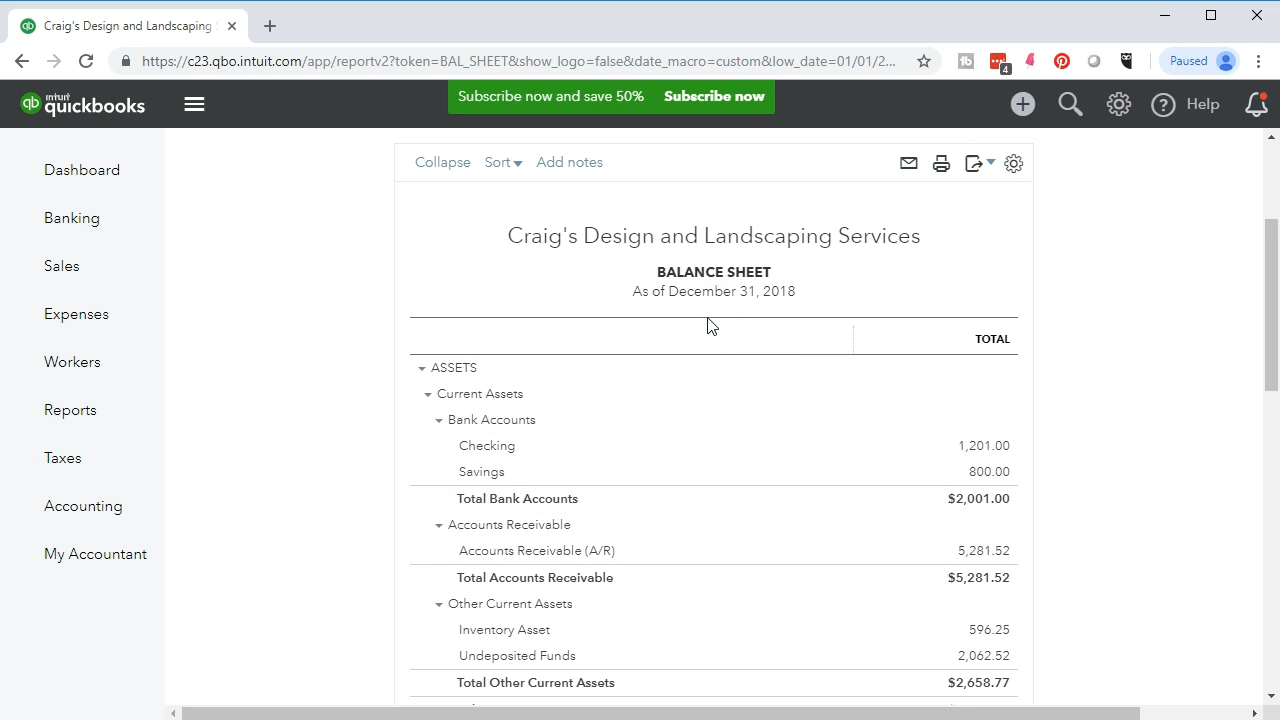 Craig's Design and Landscaping
https://c23.qbo.intuit.com/app/reportv2?token=BAL_SHEET&show_logo=false&date_macro=custom&low_date=01/01/2...
4
Paused
qb intuit quickbooks
Subscribe now and save 50% Subscribe now
Help
Dashboard
Banking
Sales
Expenses
Workers
Reports
Taxes
Accounting
My Accountant
Collapse Sort Add notes
Craig's Design and Landscaping Services
BALANCE SHEET
As of December 31, 2018
TOTAL
ASSETS
Current Assets
Bank Accounts
Checking 1,201.00
Savings 800.00
Total Bank Accounts $2,001.00
Accounts Receivable
Accounts Receivable (A/R) 5,281.52
Total Accounts Receivable $5,281.52
Other Current Assets
Inventory Asset 596.25
Undeposited Funds 2,062.52
Total Other Current Assets $2,658.77